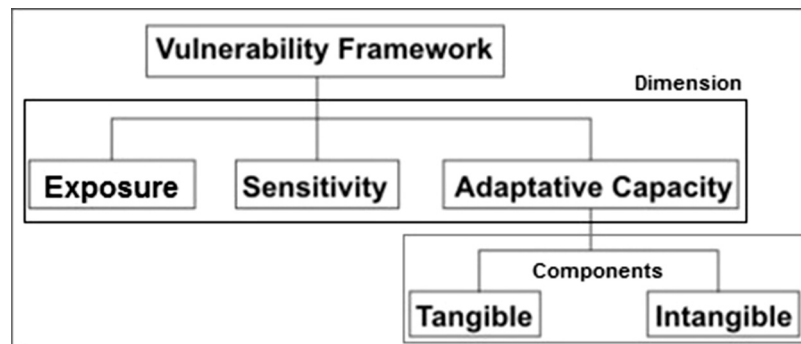 Vulnerability Framework
Dimension
Exposure
Sensitivity
Adaptative Capacity
Components
Tangible
Intangible